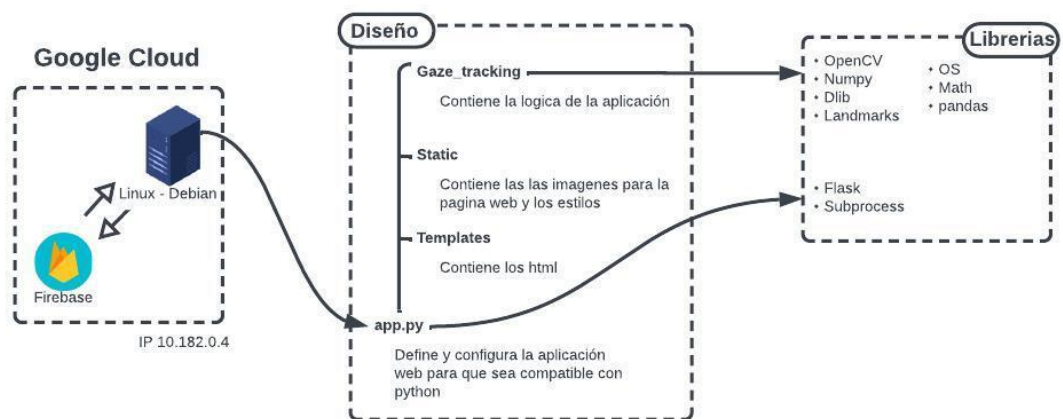 Google Cloud
Linux - Debian
Firebase
IP 10.182.0.4
Diseño
Gaze_tracking
Contiene la logica de la aplicación
Static
Contiene las las imagenes para la
pagina web y los estilos
Templates
Contiene los html
app.py
Define y configura la aplicación
web para que sea compatible con
python
Librerias
• OpenCV
• Numpy
• Dlib
• Landmarks
• OS
• Math
• pandas
• Flask
• Subprocess